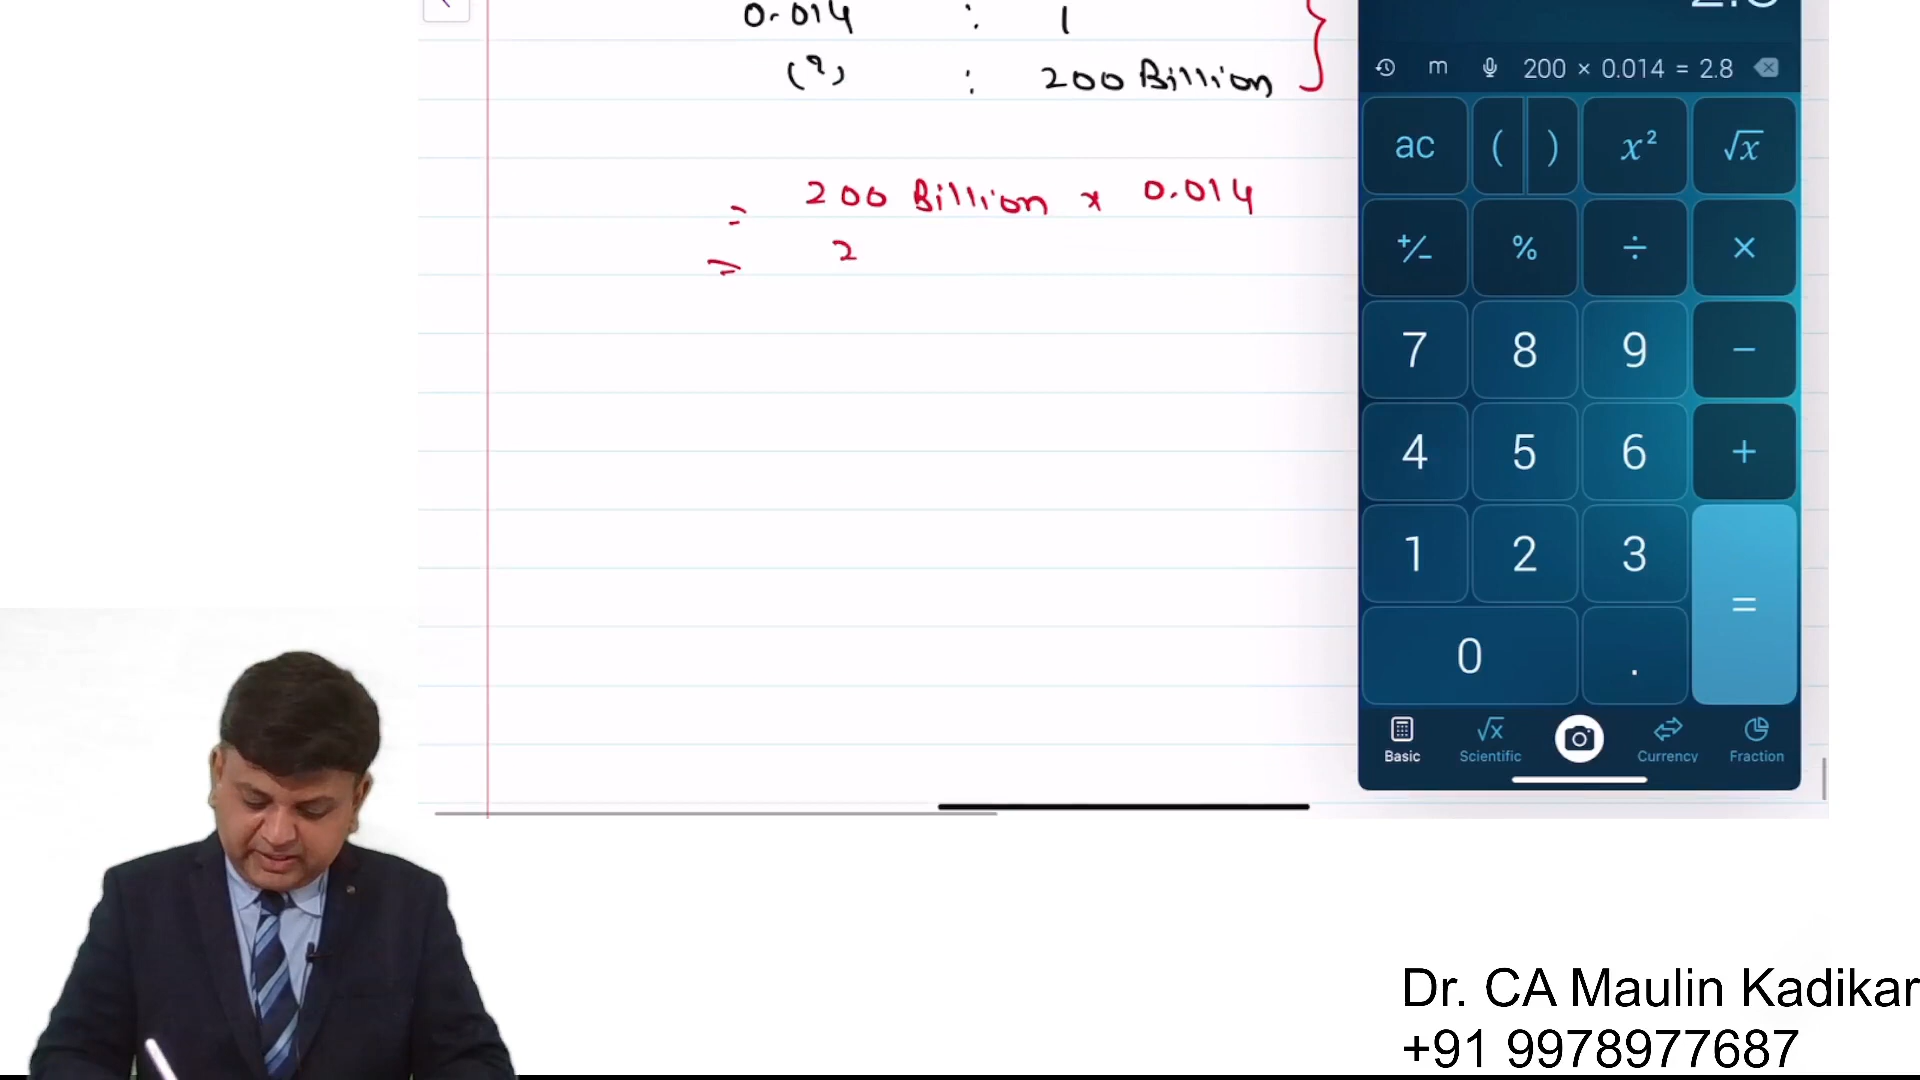 0.014 : 1
(?) : 200 Billion
= 200 Billion x 0.014
= 2
m 200 × 0.014 = 2.8
ac ( ) x² √x
+/− % ÷ ×
7 8 9 −
4 5 6 +
1 2 3 =
0 .
Basic √x Scientific Currency Fraction
Dr. CA Maulin Kadikar
+91 9978977687